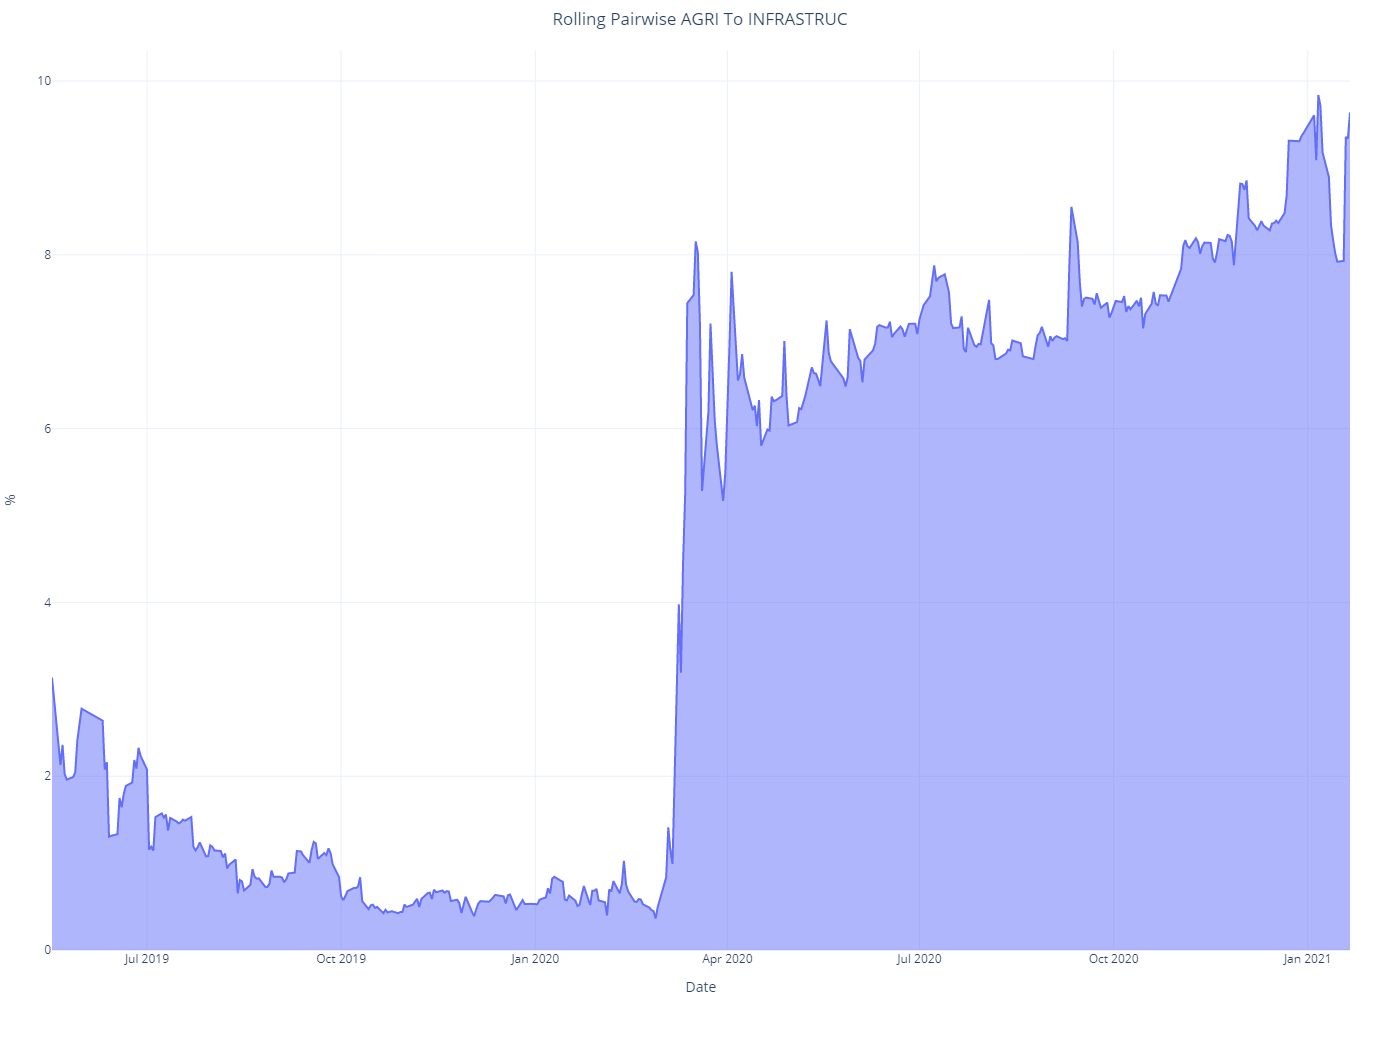 Rolling Pairwise AGRI To INFRASTRUC
10
8
6
4
2
0
%
Jul 2019
Oct 2019
Jan 2020
Apr 2020
Jul 2020
Oct 2020
Jan 2021
Date